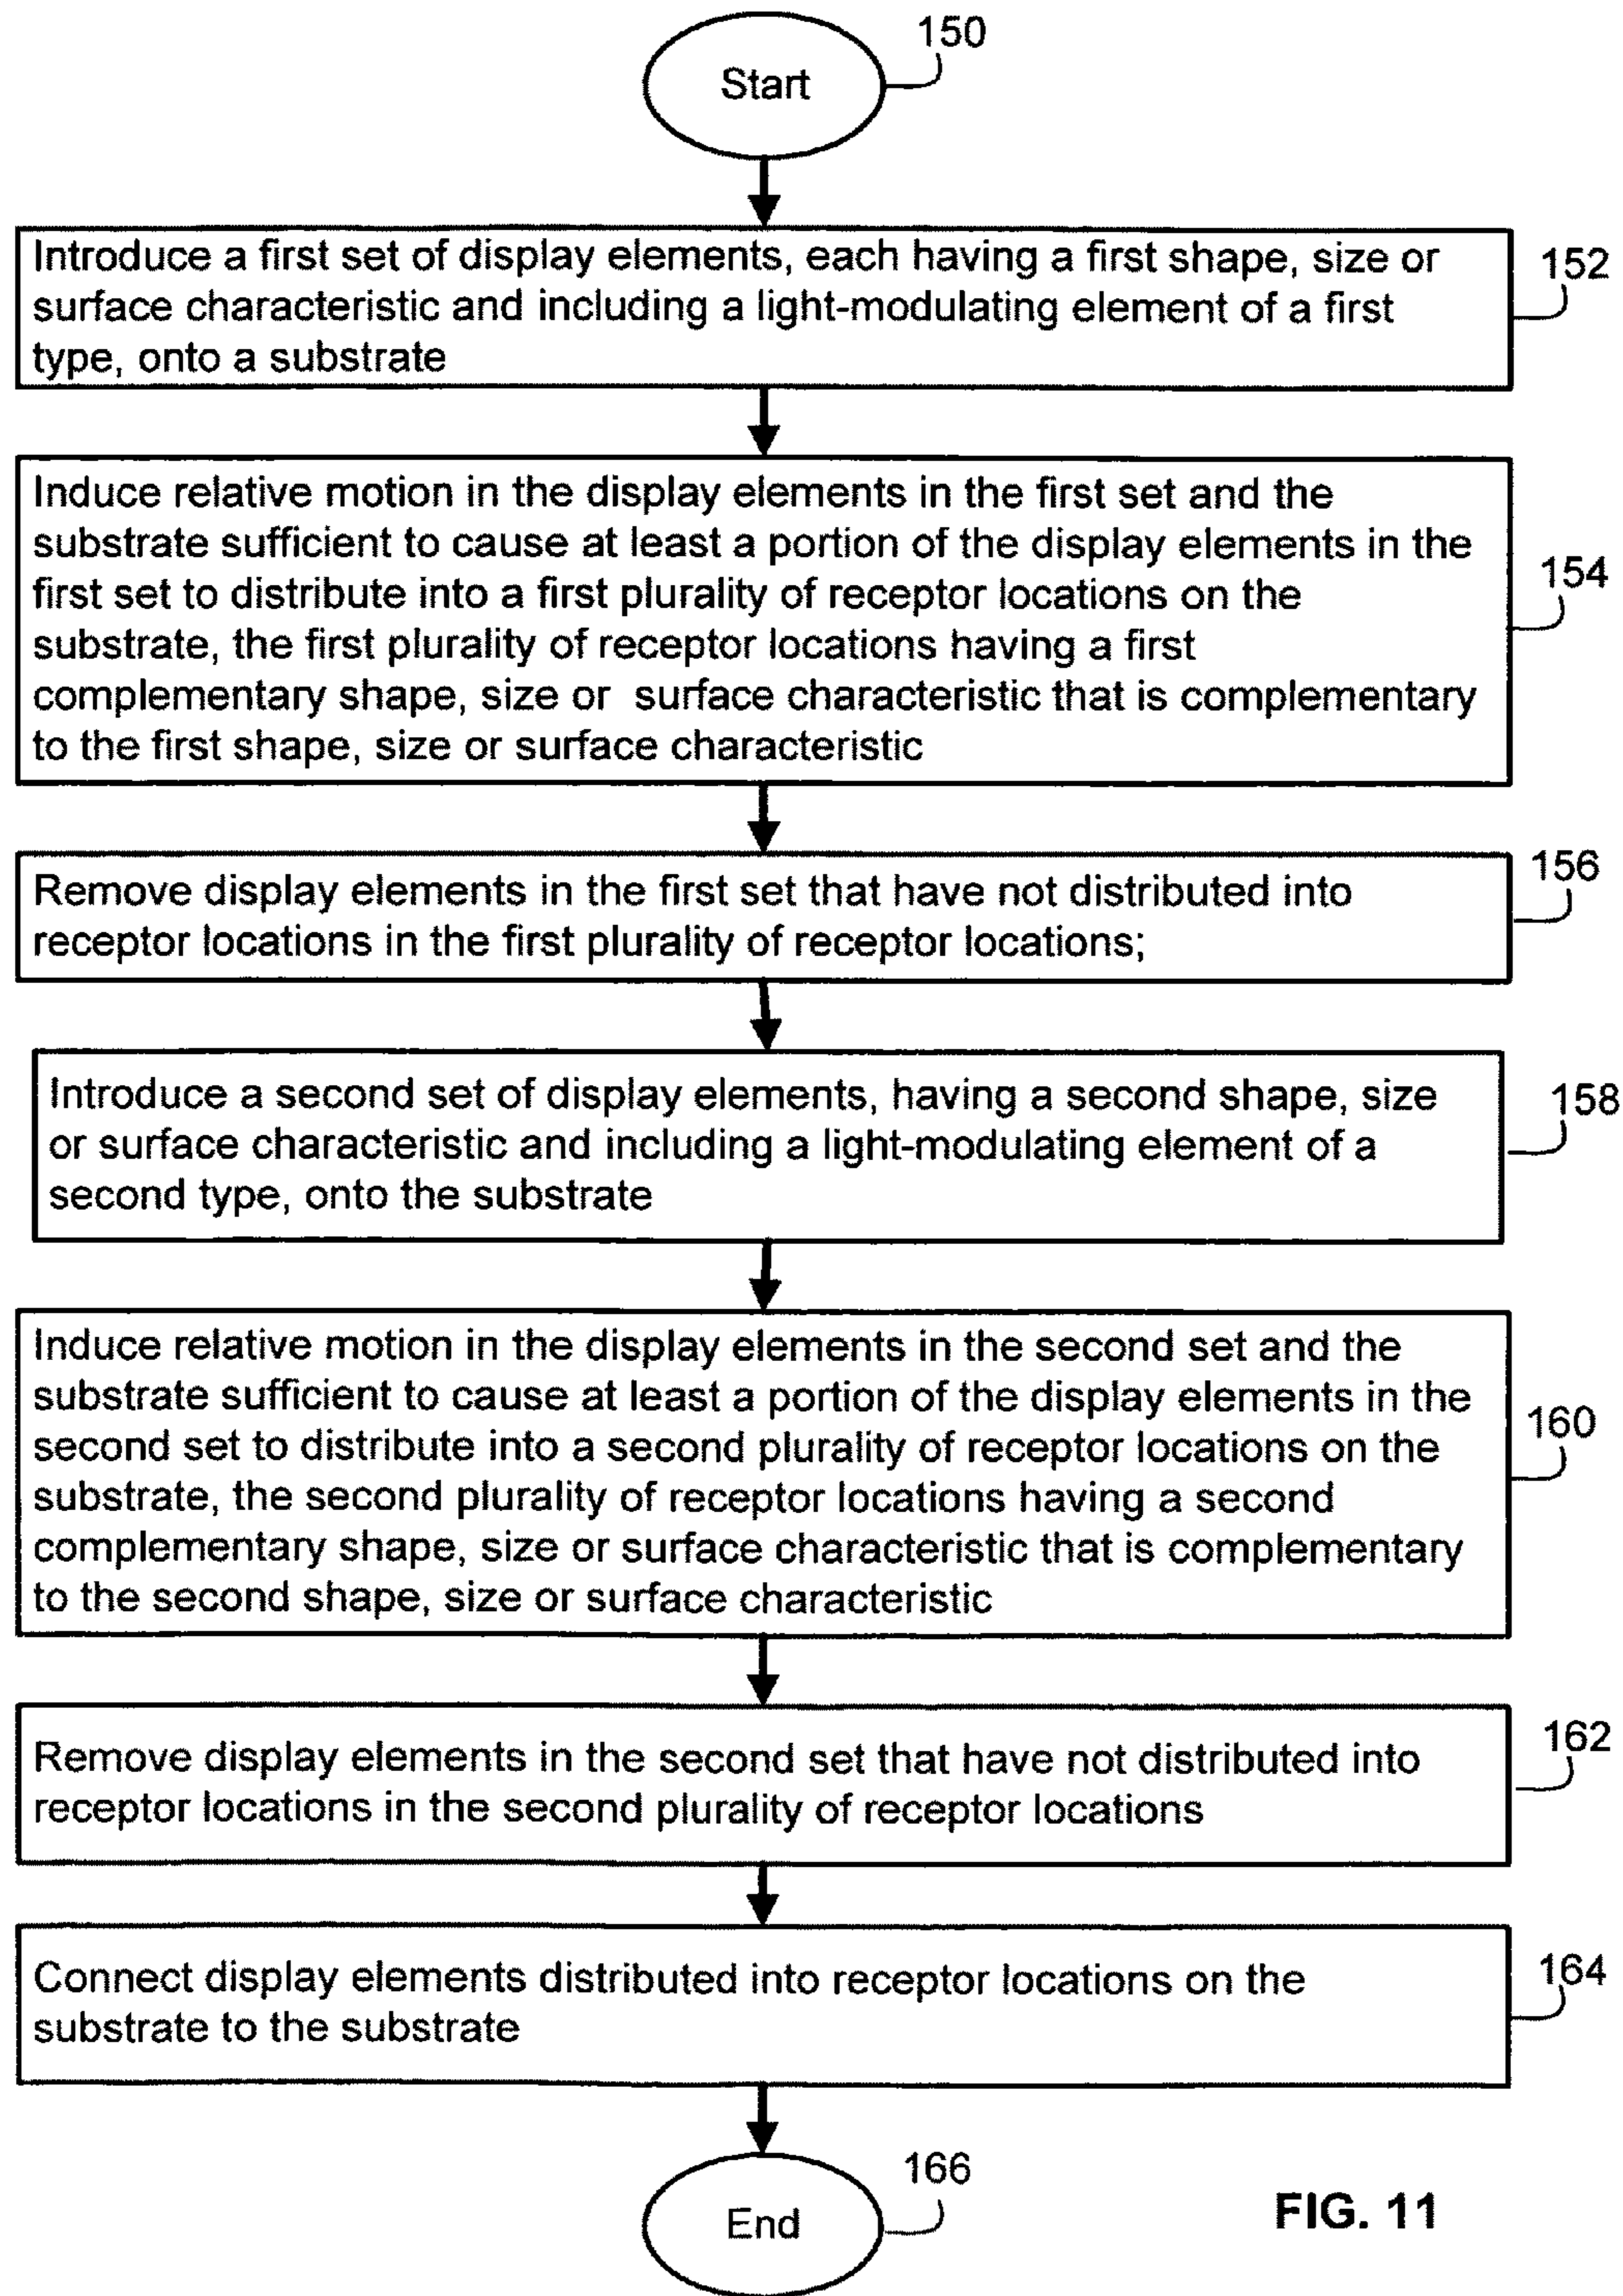 Start
150
Introduce a first set of display elements, each having a first shape, size or
surface characteristic and including a light-modulating element of a first
type, onto a substrate
152
Induce relative motion in the display elements in the first set and the
substrate sufficient to cause at least a portion of the display elements in the
first set to distribute into a first plurality of receptor locations on the
substrate, the first plurality of receptor locations having a first
complementary shape, size or surface characteristic that is complementary
to the first shape, size or surface characteristic
154
Remove display elements in the first set that have not distributed into
receptor locations in the first plurality of receptor locations;
156
Introduce a second set of display elements, having a second shape, size
or surface characteristic and including a light-modulating element of a
second type, onto the substrate
158
Induce relative motion in the display elements in the second set and the
substrate sufficient to cause at least a portion of the display elements in the
second set to distribute into a second plurality of receptor locations on the
substrate, the second plurality of receptor locations having a second
complementary shape, size or surface characteristic that is complementary
to the second shape, size or surface characteristic
160
Remove display elements in the second set that have not distributed into
receptor locations in the second plurality of receptor locations
162
Connect display elements distributed into receptor locations on the
substrate to the substrate
164
End
166
FIG. 11